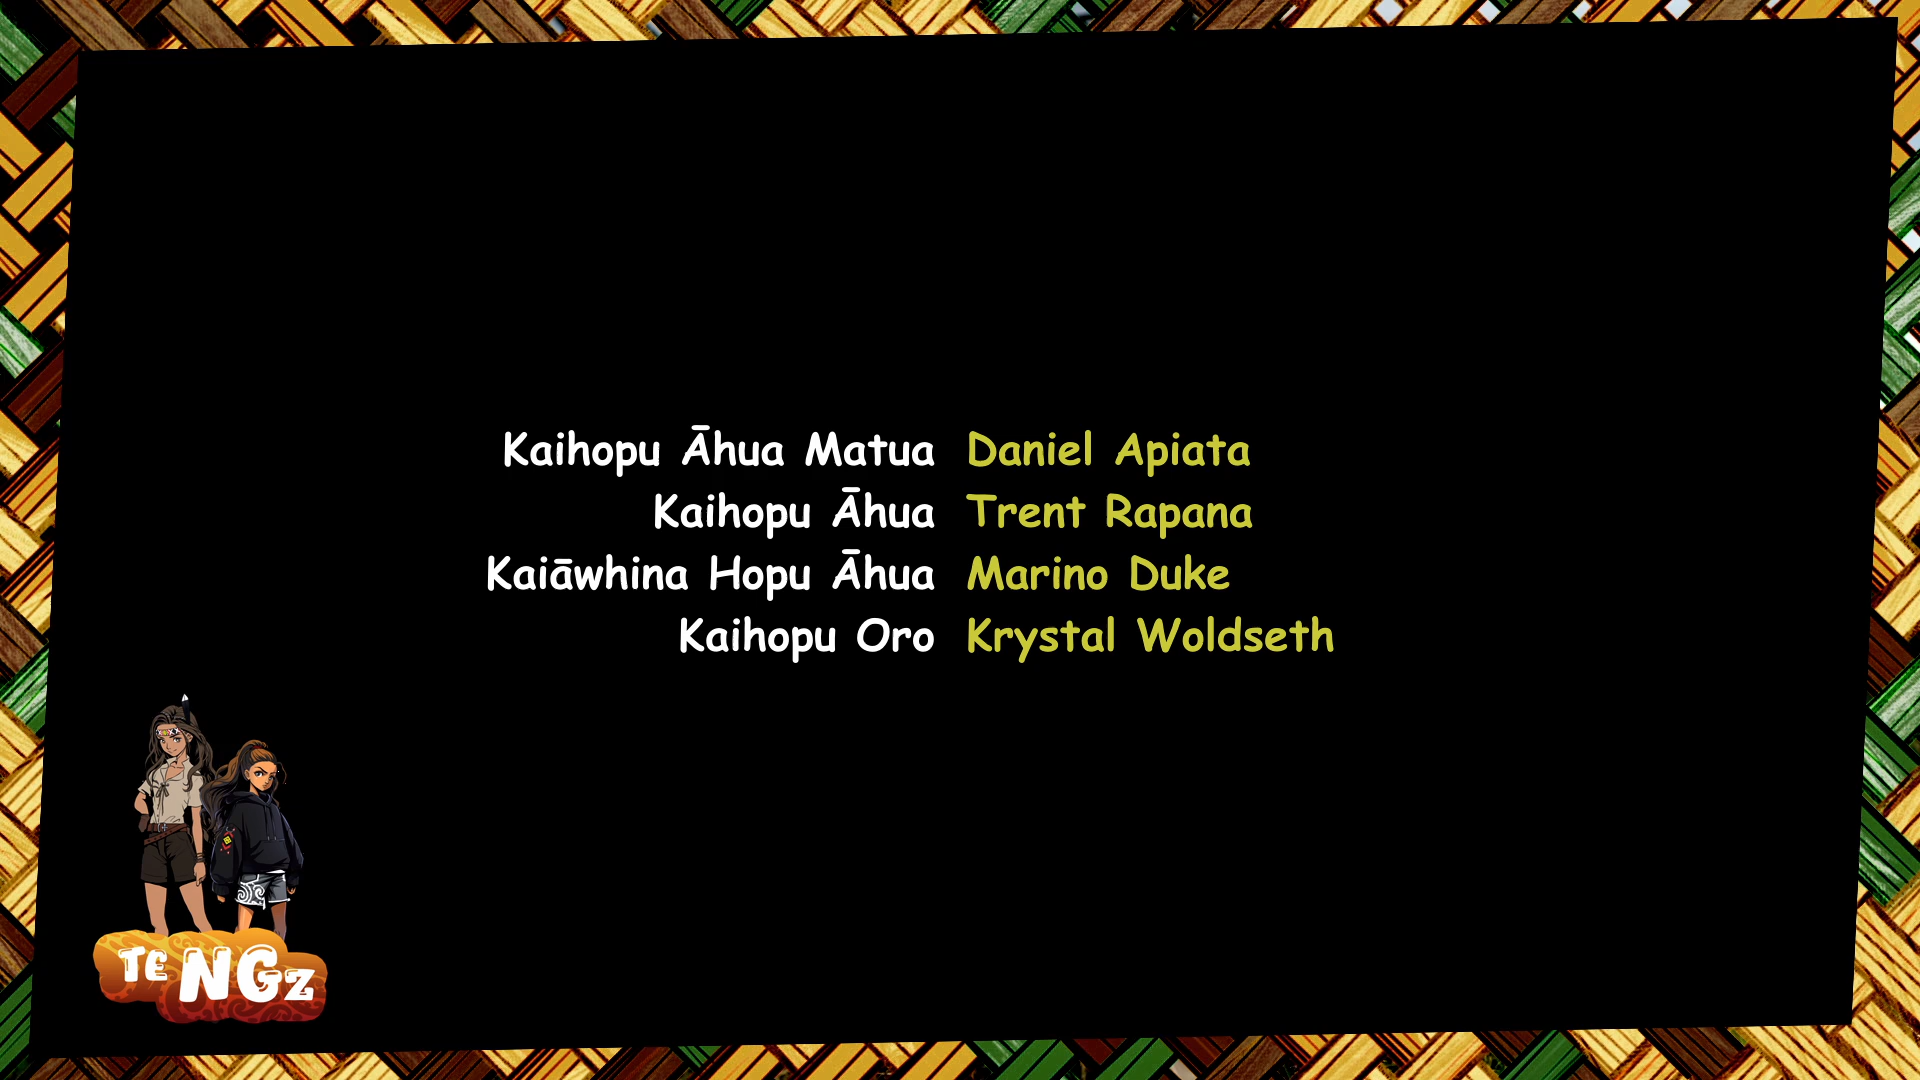 Kaihopu Āhua Matua Daniel Apiata
Kaihopu Āhua Trent Rapana
Kaiāwhina Hopu Āhua Marino Duke
Kaihopu Oro Krystal Woldseth
TE NGz